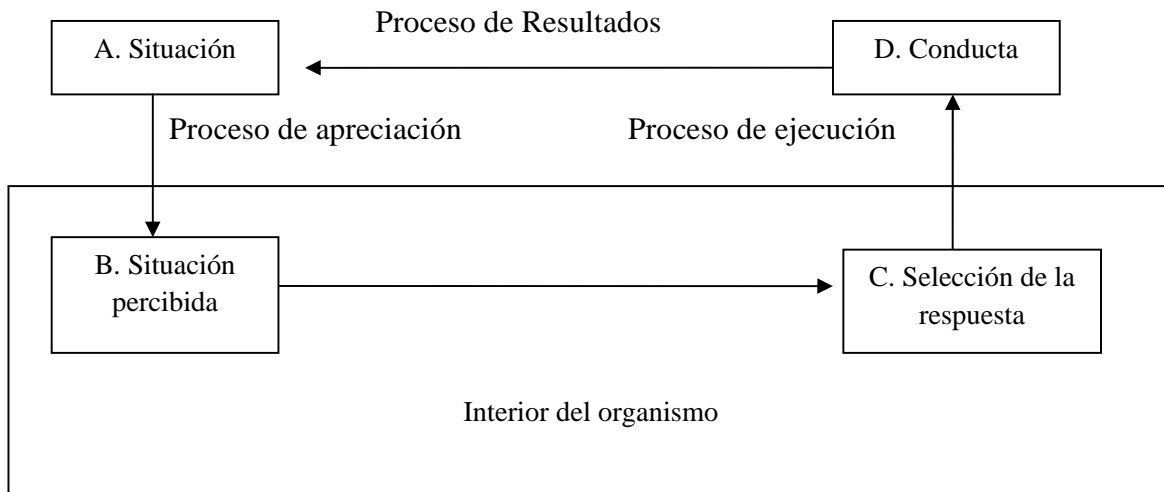 Proceso de Resultados
A. Situación
D. Conducta
Proceso de apreciación
Proceso de ejecución
B. Situación
percibida
C. Selección de la
respuesta
Interior del organismo